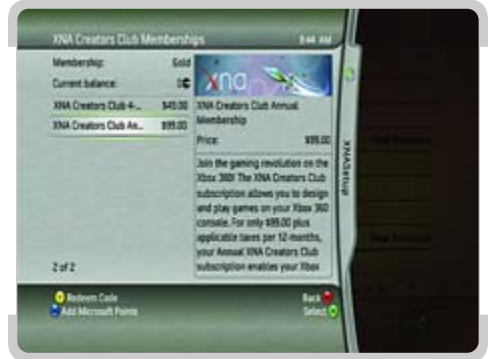 XNA Creators Club Memberships 9:44 AM
Membership: Gold
Current balance: 0
XNA Creators Club 4-... $49.00
XNA Creators Club An... $99.00
xna
XNA Creators Club Annual
Membership
Price: $99.00
Join the gaming revolution on the
Xbox 360! The XNA Creators Club
subscription allows you to design
and play games on your Xbox 360
console. For only $99.00 plus
applicable taxes per 12-months,
your Annual XNA Creators Club
subscription enables your Xbox
2 of 2
XNASetup
Y Redeem Code
X Add Microsoft Points
Back B
Select A